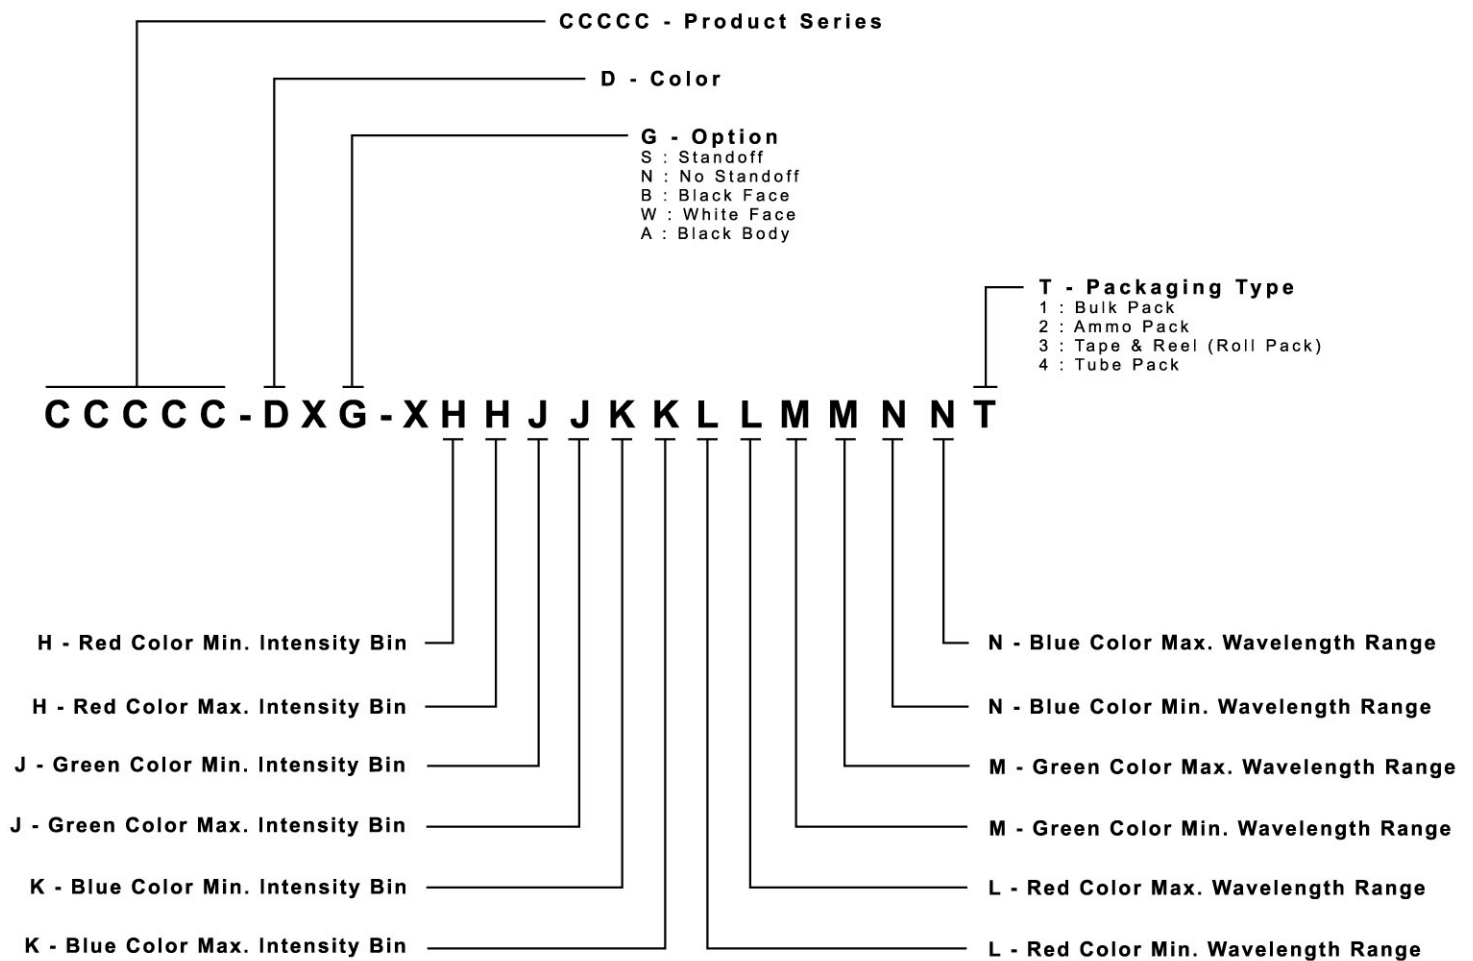 CCCCC - Product Series
D - Color
G - Option
S : Standoff
N : No Standoff
B : Black Face
W : White Face
A : Black Body
T - Packaging Type
1 : Bulk Pack
2 : Ammo Pack
3 : Tape & Reel (Roll Pack)
4 : Tube Pack
CCCCC-DXG-XHHJJKKLLMMNNT
H - Red Color Min. Intensity Bin
N - Blue Color Max. Wavelength Range
H - Red Color Max. Intensity Bin
N - Blue Color Min. Wavelength Range
J - Green Color Min. Intensity Bin
M - Green Color Max. Wavelength Range
J - Green Color Max. Intensity Bin
M - Green Color Min. Wavelength Range
K - Blue Color Min. Intensity Bin
L - Red Color Max. Wavelength Range
K - Blue Color Max. Intensity Bin
L - Red Color Min. Wavelength Range